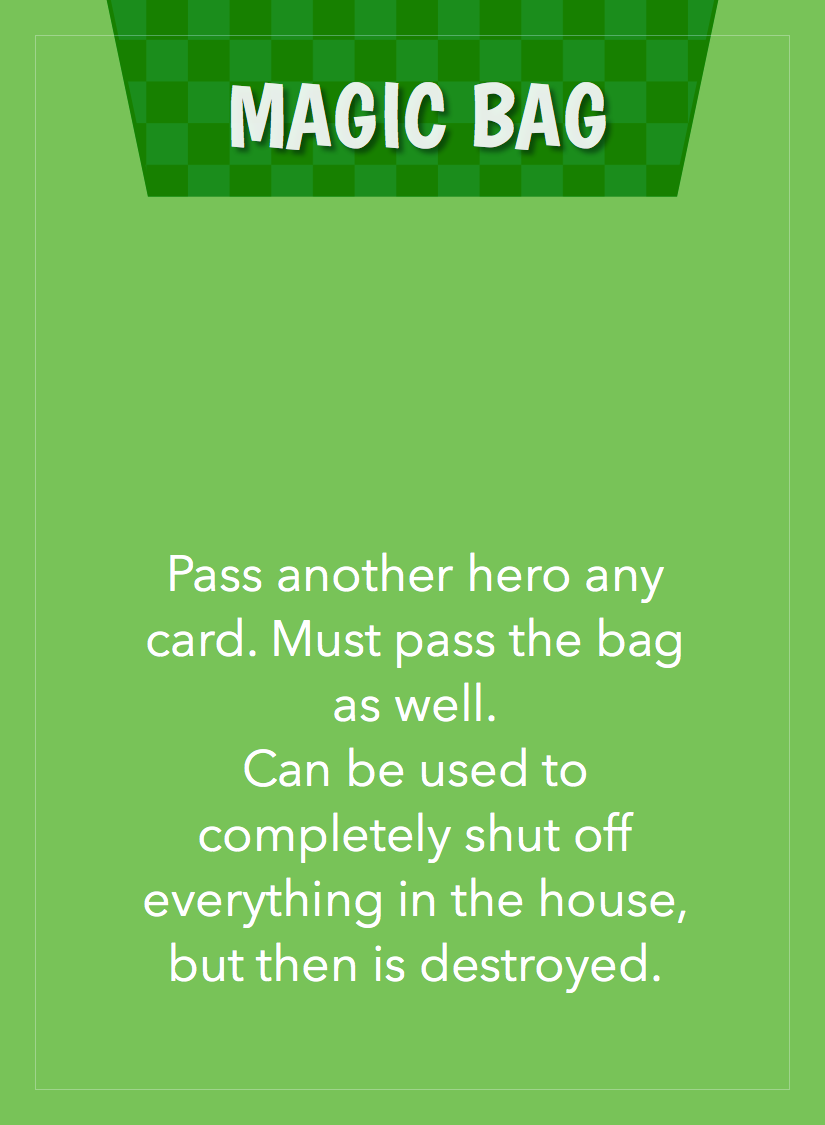 MAGIC BAG
Pass another hero any
card. Must pass the bag
as well.
Can be used to
completely shut off
everything in the house,
but then is destroyed.